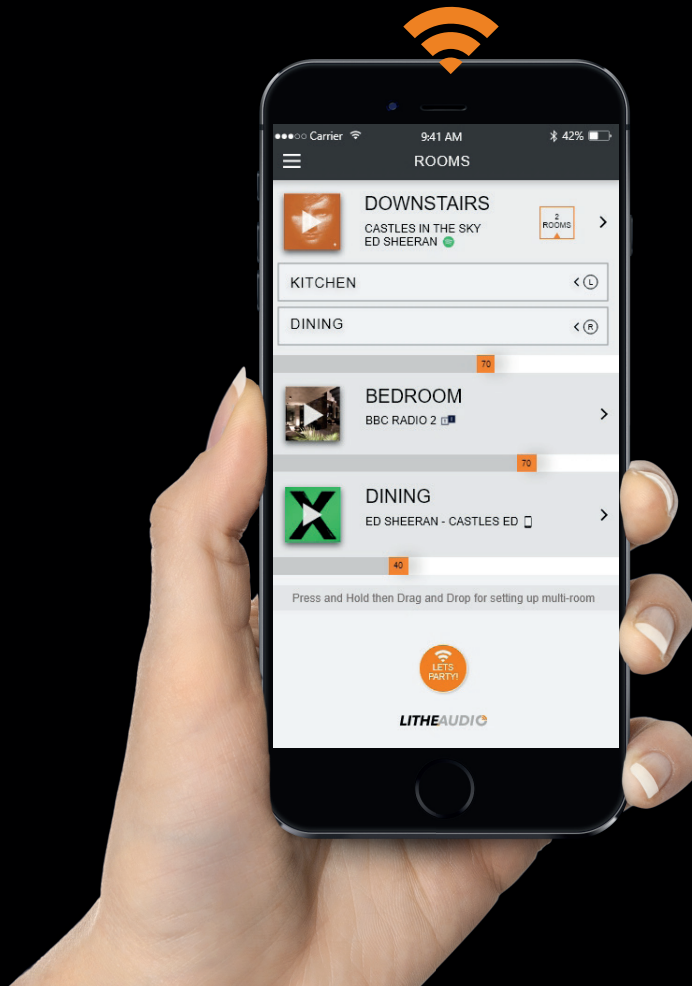 Carrier
9:41 AM
42%
ROOMS
DOWNSTAIRS
CASTLES IN THE SKY
ED SHEERAN
2
ROOMS
KITCHEN
L
DINING
R
70
BEDROOM
BBC RADIO 2
70
X
DINING
ED SHEERAN - CASTLES ED
40
Press and Hold then Drag and Drop for setting up multi-room
LETS
PARTY!
LITHEAUDIO